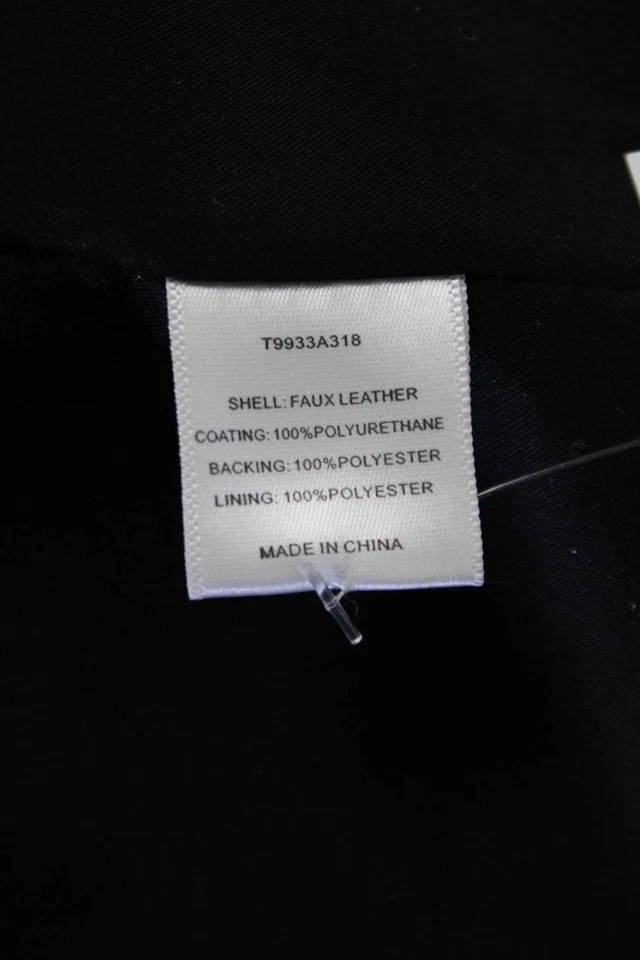 T9933A318
SHELL: FAUX LEATHER
COATING: 100%POLYURETHANE
BACKING: 100%POLYESTER
LINING: 100%POLYESTER
MADE IN CHINA